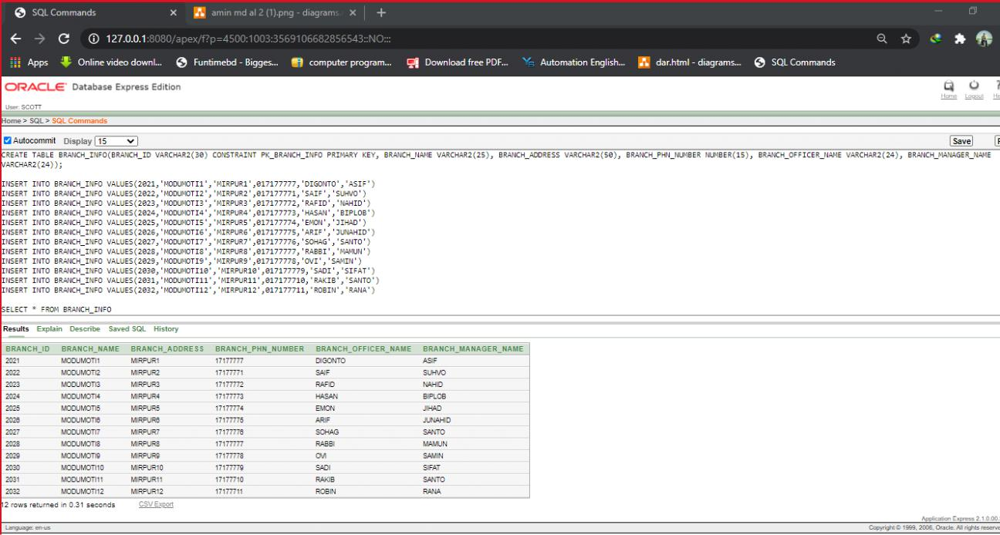 SQL Commands
amin md al 2 (1).png - diagrams.
127.0.0.1:8080/apex/f?p=4500:1003:3569106682856543::NO:::
Apps Online video downl... Funtimebd - Bigges... computer program... Download free PDF... Automation English... dar.html - diagrams... SQL Commands
ORACLE Database Express Edition
Home Logout
User: SCOTT
Home > SQL > SQL Commands
Autocommit Display 15 Save
CREATE TABLE BRANCH_INFO(BRANCH_ID VARCHAR2(30) CONSTRAINT PK_BRANCH_INFO PRIMARY KEY, BRANCH_NAME VARCHAR2(25), BRANCH_ADDRESS VARCHAR2(50), BRANCH_PHN_NUMBER NUMBER(15), BRANCH_OFFICER_NAME VARCHAR2(24), BRANCH_MANAGER_NAME
VARCHAR2(24));
INSERT INTO BRANCH_INFO VALUES(2021,'MODUMOTI1','MIRPUR1',017177777,'DIGONTO','ASIF')
INSERT INTO BRANCH_INFO VALUES(2022,'MODUMOTI2','MIRPUR2',017177771,'SAIF','SUHVO')
INSERT INTO BRANCH_INFO VALUES(2023,'MODUMOTI3','MIRPUR3',017177772,'RAFID','NAHID')
INSERT INTO BRANCH_INFO VALUES(2024,'MODUMOTI4','MIRPUR4',017177773,'HASAN','BIPLOB')
INSERT INTO BRANCH_INFO VALUES(2025,'MODUMOTI5','MIRPUR5',017177774,'EMON','JIHAD')
INSERT INTO BRANCH_INFO VALUES(2026,'MODUMOTI6','MIRPUR6',017177775,'ARIF','JUNAHID')
INSERT INTO BRANCH_INFO VALUES(2027,'MODUMOTI7','MIRPUR7',017177776,'SOHAG','SANTO')
INSERT INTO BRANCH_INFO VALUES(2028,'MODUMOTI8','MIRPUR8',017177777,'RABBI','MAMUN')
INSERT INTO BRANCH_INFO VALUES(2029,'MODUMOTI9','MIRPUR9',017177778,'OVI','SAMIN')
INSERT INTO BRANCH_INFO VALUES(2030,'MODUMOTI10','MIRPUR10',017177779,'SADI','SIFAT')
INSERT INTO BRANCH_INFO VALUES(2031,'MODUMOTI11','MIRPUR11',017177710,'RAKIB','SANTO')
INSERT INTO BRANCH_INFO VALUES(2032,'MODUMOTI12','MIRPUR12',017177711,'ROBIN','RANA')
SELECT * FROM BRANCH_INFO
Results Explain Describe Saved SQL History
BRANCH_ID BRANCH_NAME BRANCH_ADDRESS BRANCH_PHN_NUMBER BRANCH_OFFICER_NAME BRANCH_MANAGER_NAME
2021 MODUMOTI1 MIRPUR1 17177777 DIGONTO ASIF
2022 MODUMOTI2 MIRPUR2 17177771 SAIF SUHVO
2023 MODUMOTI3 MIRPUR3 17177772 RAFID NAHID
2024 MODUMOTI4 MIRPUR4 17177773 HASAN BIPLOB
2025 MODUMOTI5 MIRPUR5 17177774 EMON JIHAD
2026 MODUMOTI6 MIRPUR6 17177775 ARIF JUNAHID
2027 MODUMOTI7 MIRPUR7 17177776 SOHAG SANTO
2028 MODUMOTI8 MIRPUR8 17177777 RABBI MAMUN
2029 MODUMOTI9 MIRPUR9 17177778 OVI SAMIN
2030 MODUMOTI10 MIRPUR10 17177779 SADI SIFAT
2031 MODUMOTI11 MIRPUR11 17177710 RAKIB SANTO
2032 MODUMOTI12 MIRPUR12 17177711 ROBIN RANA
12 rows returned in 0.31 seconds CSV Export
Application Express 2.1.0.00.
Language: en-us Copyright © 1999, 2006, Oracle. All rights reserve